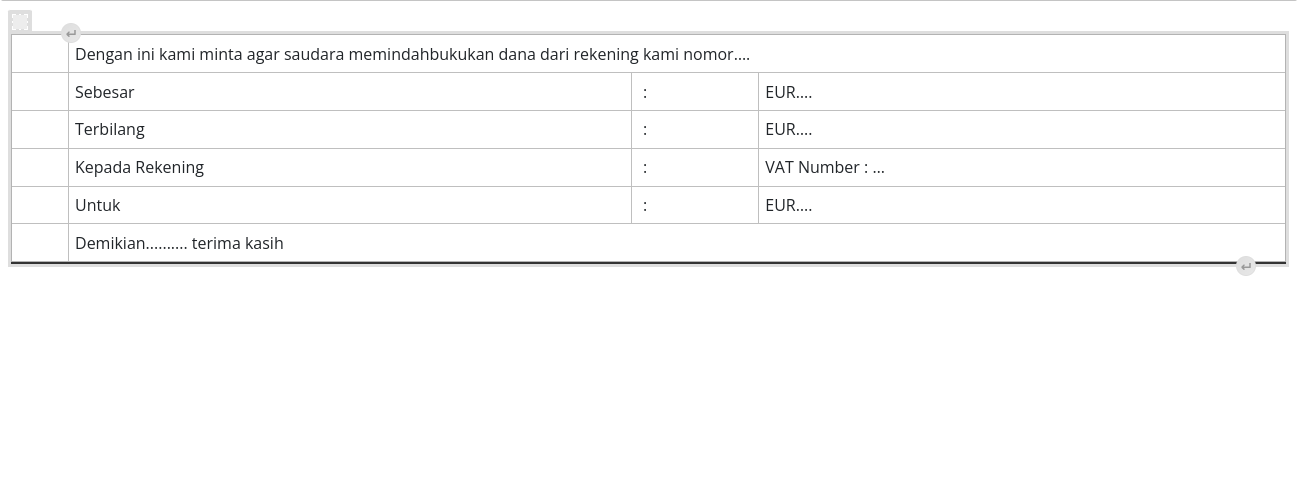 Dengan ini kami minta agar saudara memindahbukukan dana dari rekening kami nomor....
Sebesar : EUR....
Terbilang : EUR....
Kepada Rekening : VAT Number : ...
Untuk : EUR....
Demikian.......... terima kasih